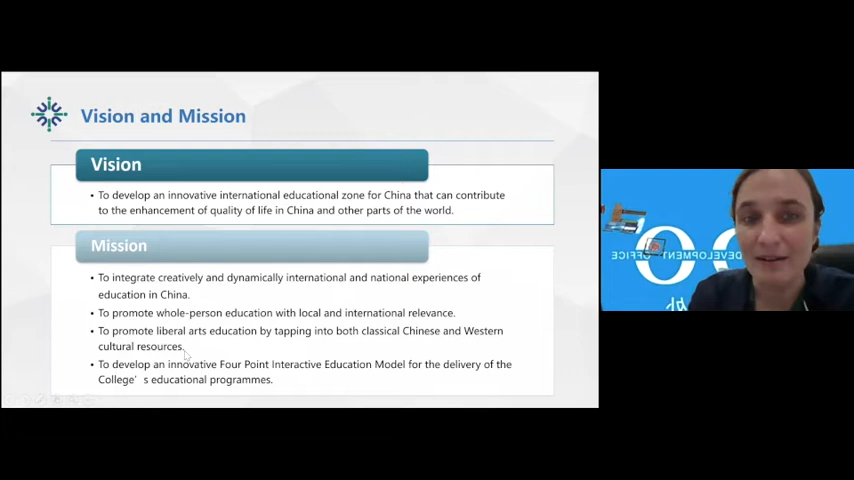 Vision and Mission
Vision
• To develop an innovative international educational zone for China that can contribute
to the enhancement of quality of life in China and other parts of the world.
Mission
• To integrate creatively and dynamically international and national experiences of
education in China.
• To promote whole-person education with local and international relevance.
• To promote liberal arts education by tapping into both classical Chinese and Western
cultural resources.
• To develop an innovative Four Point Interactive Education Model for the delivery of the
College’ s educational programmes.
DEVELOPMENT
OFFICE